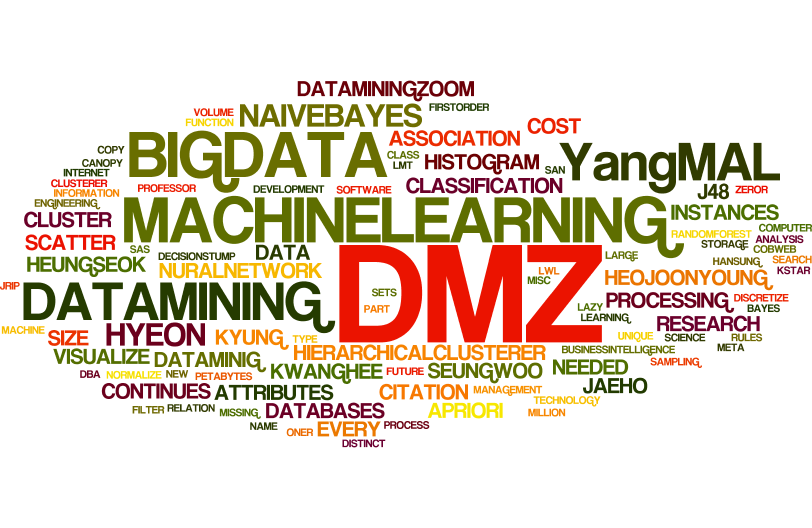 DATAMININGZOOM
VOLUME
FUNCTION
NAIVEBAYES
FIRSTORDER
COST
COPY
BIGDATA
ASSOCIATION
CLASS
LMT
HISTOGRAM
SAN
YangMAL
CANOPY
INTERNET
CLUSTERER
INFORMATION
ENGINEERING
PROFESSOR
DEVELOPMENT
SOFTWARE
CLASSIFICATION
J48
ZEROR
CLUSTER
MACHINELEARNING
INSTANCES
RANDOMFOREST
COMPUTER
ANALYSIS
SCATTER
SAS
DECISIONSTUMP
DATA
STORAGE
COBWEB
HEUNGSEOK
NURALNETWORK
DMZ
LARGE
HANSUNG
SEARCH
KSTAR
LWL
MISC
HEOJOONYOUNG
JRIP
DATAMINING
SETS
PART
LAZY
PROCESSING
DISCRETIZE
BAYES
LEARNING
RESEARCH
MACHINE
SIZE
HYEON
KYUNG
TYPE
UNIQUE
SCIENCE
RULES
META
VISUALIZE
DATAMINIG
HIERARCHICALCLUSTERER
BUSINESSINTELLIGENCE
SAMPLING
DBA
NORMALIZE
NEW
PETABYTES
KWANGHEE
FUTURE
SEUNGWOO
NEEDED
CONTINUES
ATTRIBUTES
CITATION
MANAGEMENT
JAEHO
TECHNOLOGY
FILTER
RELATION
MISSING
DATABASES
APRIORI
MILLION
NAME
ONER
EVERY
PROCESS
DISTINCT